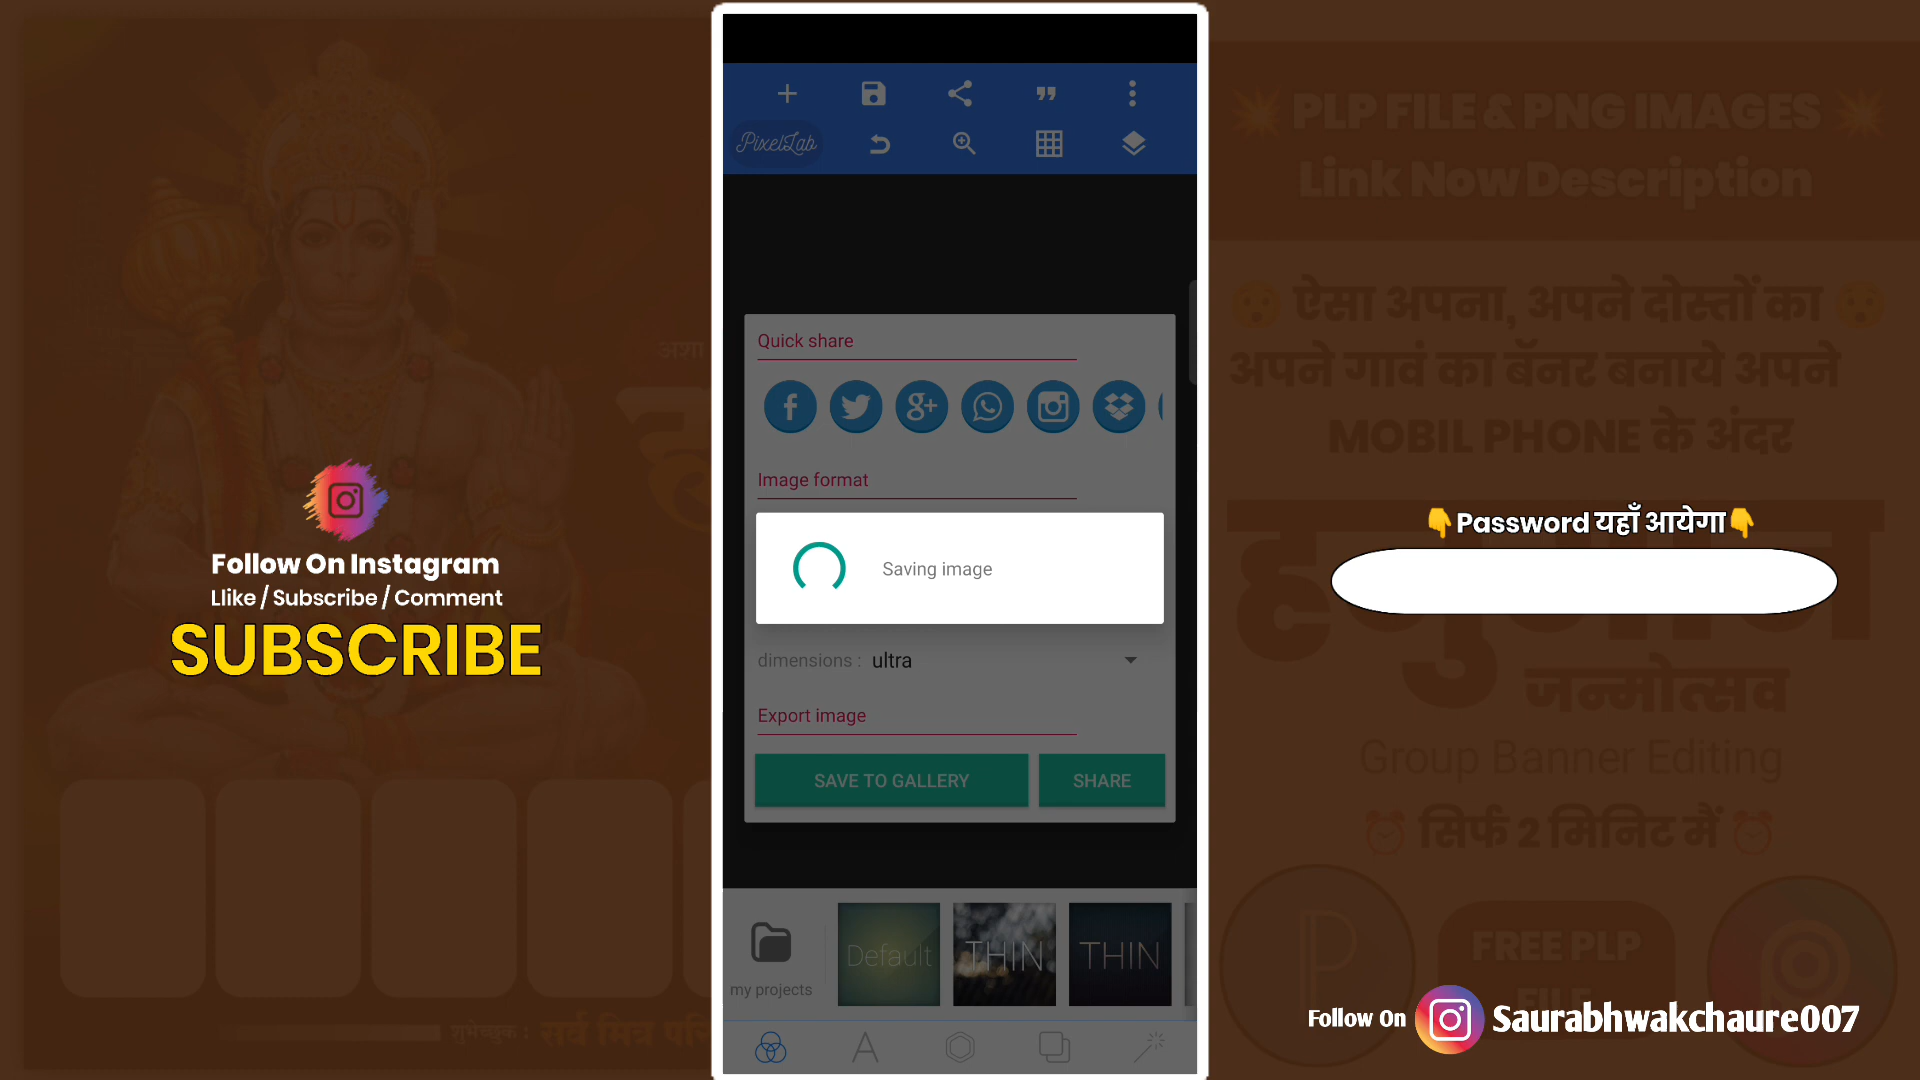 Follow On Instagram
Llike / Subscribe / Comment
SUBSCRIBE
शुभेच्छुक :
PixelLab
Quick share
Image format
Saving image
dimensions : ultra
Export image
SAVE TO GALLERY
SHARE
my projects
Default
THIN
THIN
PLP FILE & PNG IMAGES
Link Now Description
ऐसा अपना, अपने दोस्तों का
अपने गावं का बॅनर बनाये अपने
MOBIL PHONE के अंदर
👇Password यहाँ आयेगा👇
जन्मोत्सव
Group Banner Editing
⏰ सिर्फ 2 मिनिट मैं ⏰
FREE PLP
FILE
Follow On Saurabhwakchaure007